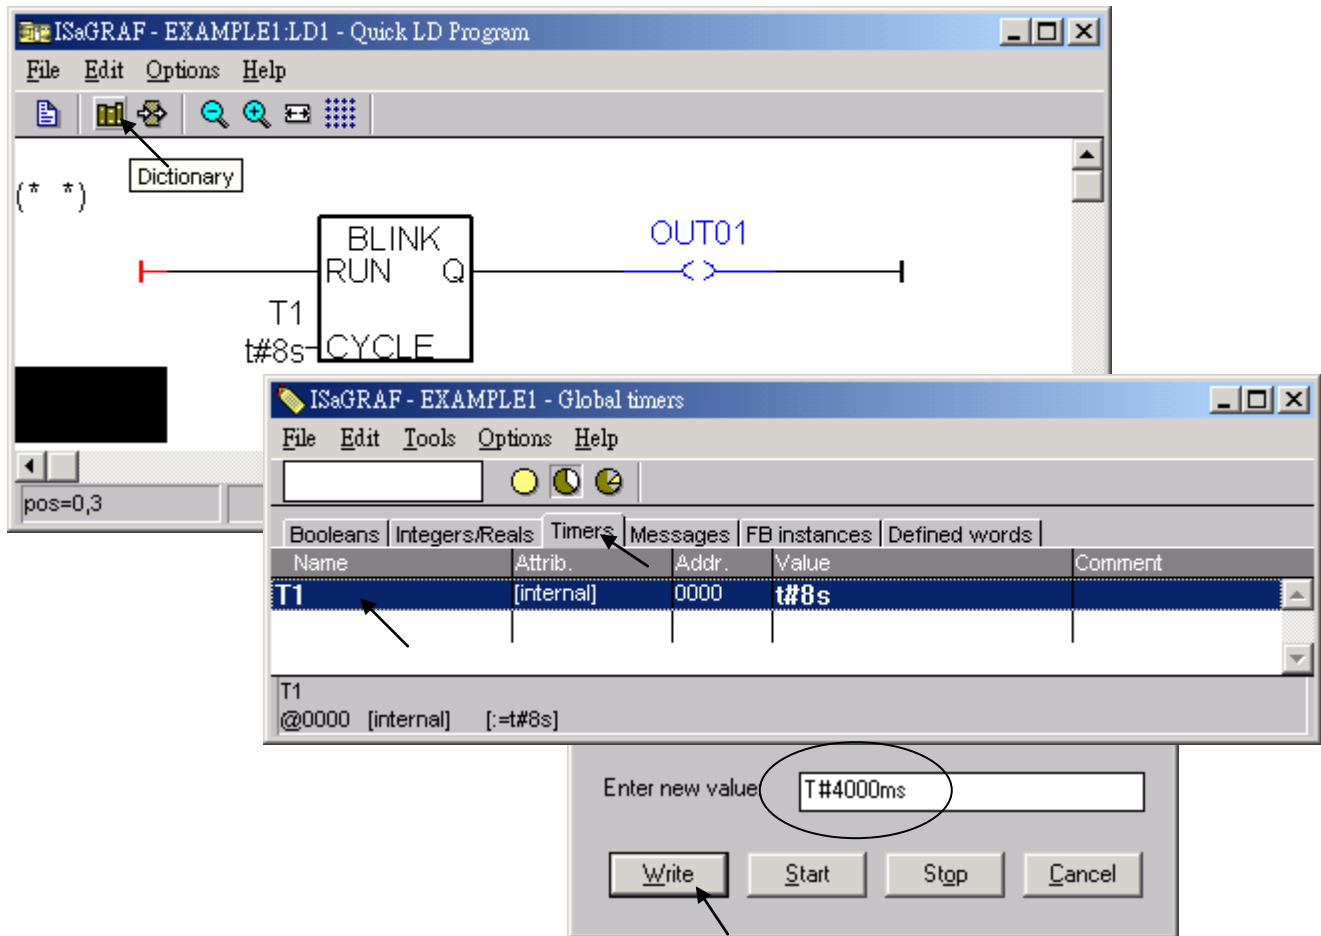 ISaGRAF - EXAMPLE1:LD1 - Quick LD Program
File Edit Options Help
Dictionary
(* *)
BLINK
OUT01
RUN Q
T1
t#8s CYCLE
pos=0,3
ISaGRAF - EXAMPLE1 - Global timers
File Edit Tools Options Help
Booleans Integers/Reals Timers Messages FB instances Defined words
Name Attrib. Addr. Value Comment
T1 [internal] 0000 t#8s
T1
@0000 [internal] [:=t#8s]
Enter new value T#4000ms
Write Start Stop Cancel